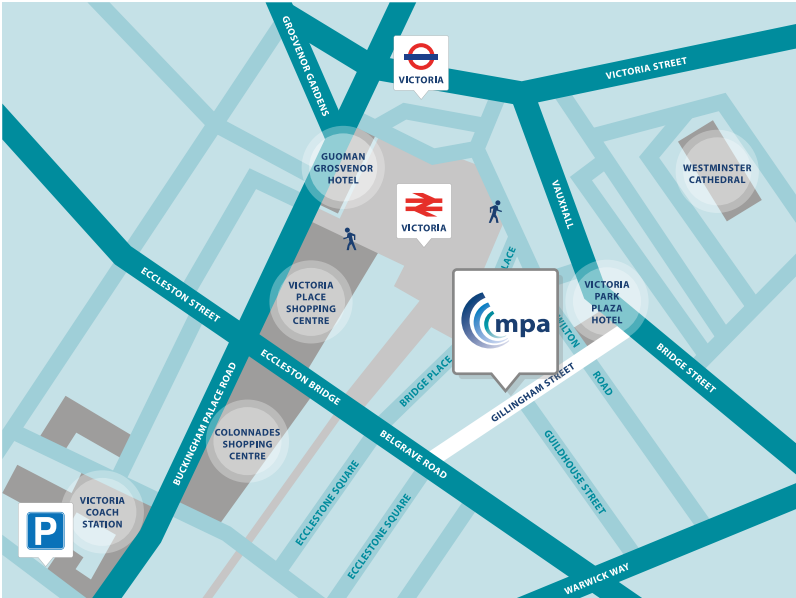 GROSVENOR GARDENS
VICTORIA
VICTORIA STREET
GUOMAN
GROSVENOR
HOTEL
WESTMINSTER
CATHEDRAL
VAUXHALL
VICTORIA
PLACE
ECCLESTON STREET
VICTORIA
PLACE
SHOPPING
CENTRE
VICTORIA
PARK
PLAZA
HOTEL
mpa
WILTON
ROAD
BRIDGE STREET
ECCLESTON BRIDGE
BRIDGE PLACE
GILLINGHAM STREET
BUCKINGHAM PALACE ROAD
COLONNADES
SHOPPING
CENTRE
BELGRAVE ROAD
GUILDHOUSE STREET
ECCLESTONE SQUARE
ECCLESTONE SQUARE
VICTORIA
COACH
STATION
P
WARWICK WAY